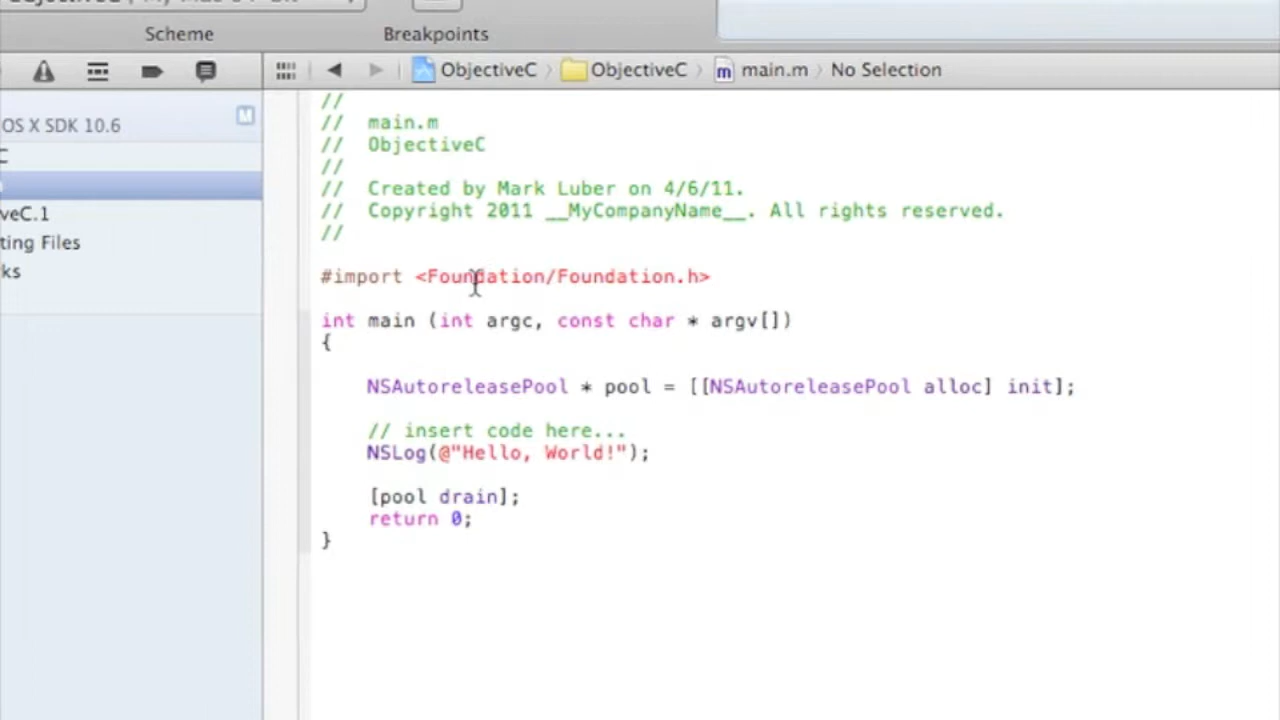 Scheme
Breakpoints
ObjectiveC
ObjectiveC
main.m
No Selection
OS X SDK 10.6
C
veC.1
ting Files
ks
//
//  main.m
//  ObjectiveC
//
//  Created by Mark Luber on 4/6/11.
//  Copyright 2011 __MyCompanyName__. All rights reserved.
//
#import <Foundation/Foundation.h>
int main (int argc, const char * argv[])
{
    NSAutoreleasePool * pool = [[NSAutoreleasePool alloc] init];
    // insert code here...
    NSLog(@"Hello, World!");
    [pool drain];
    return 0;
}